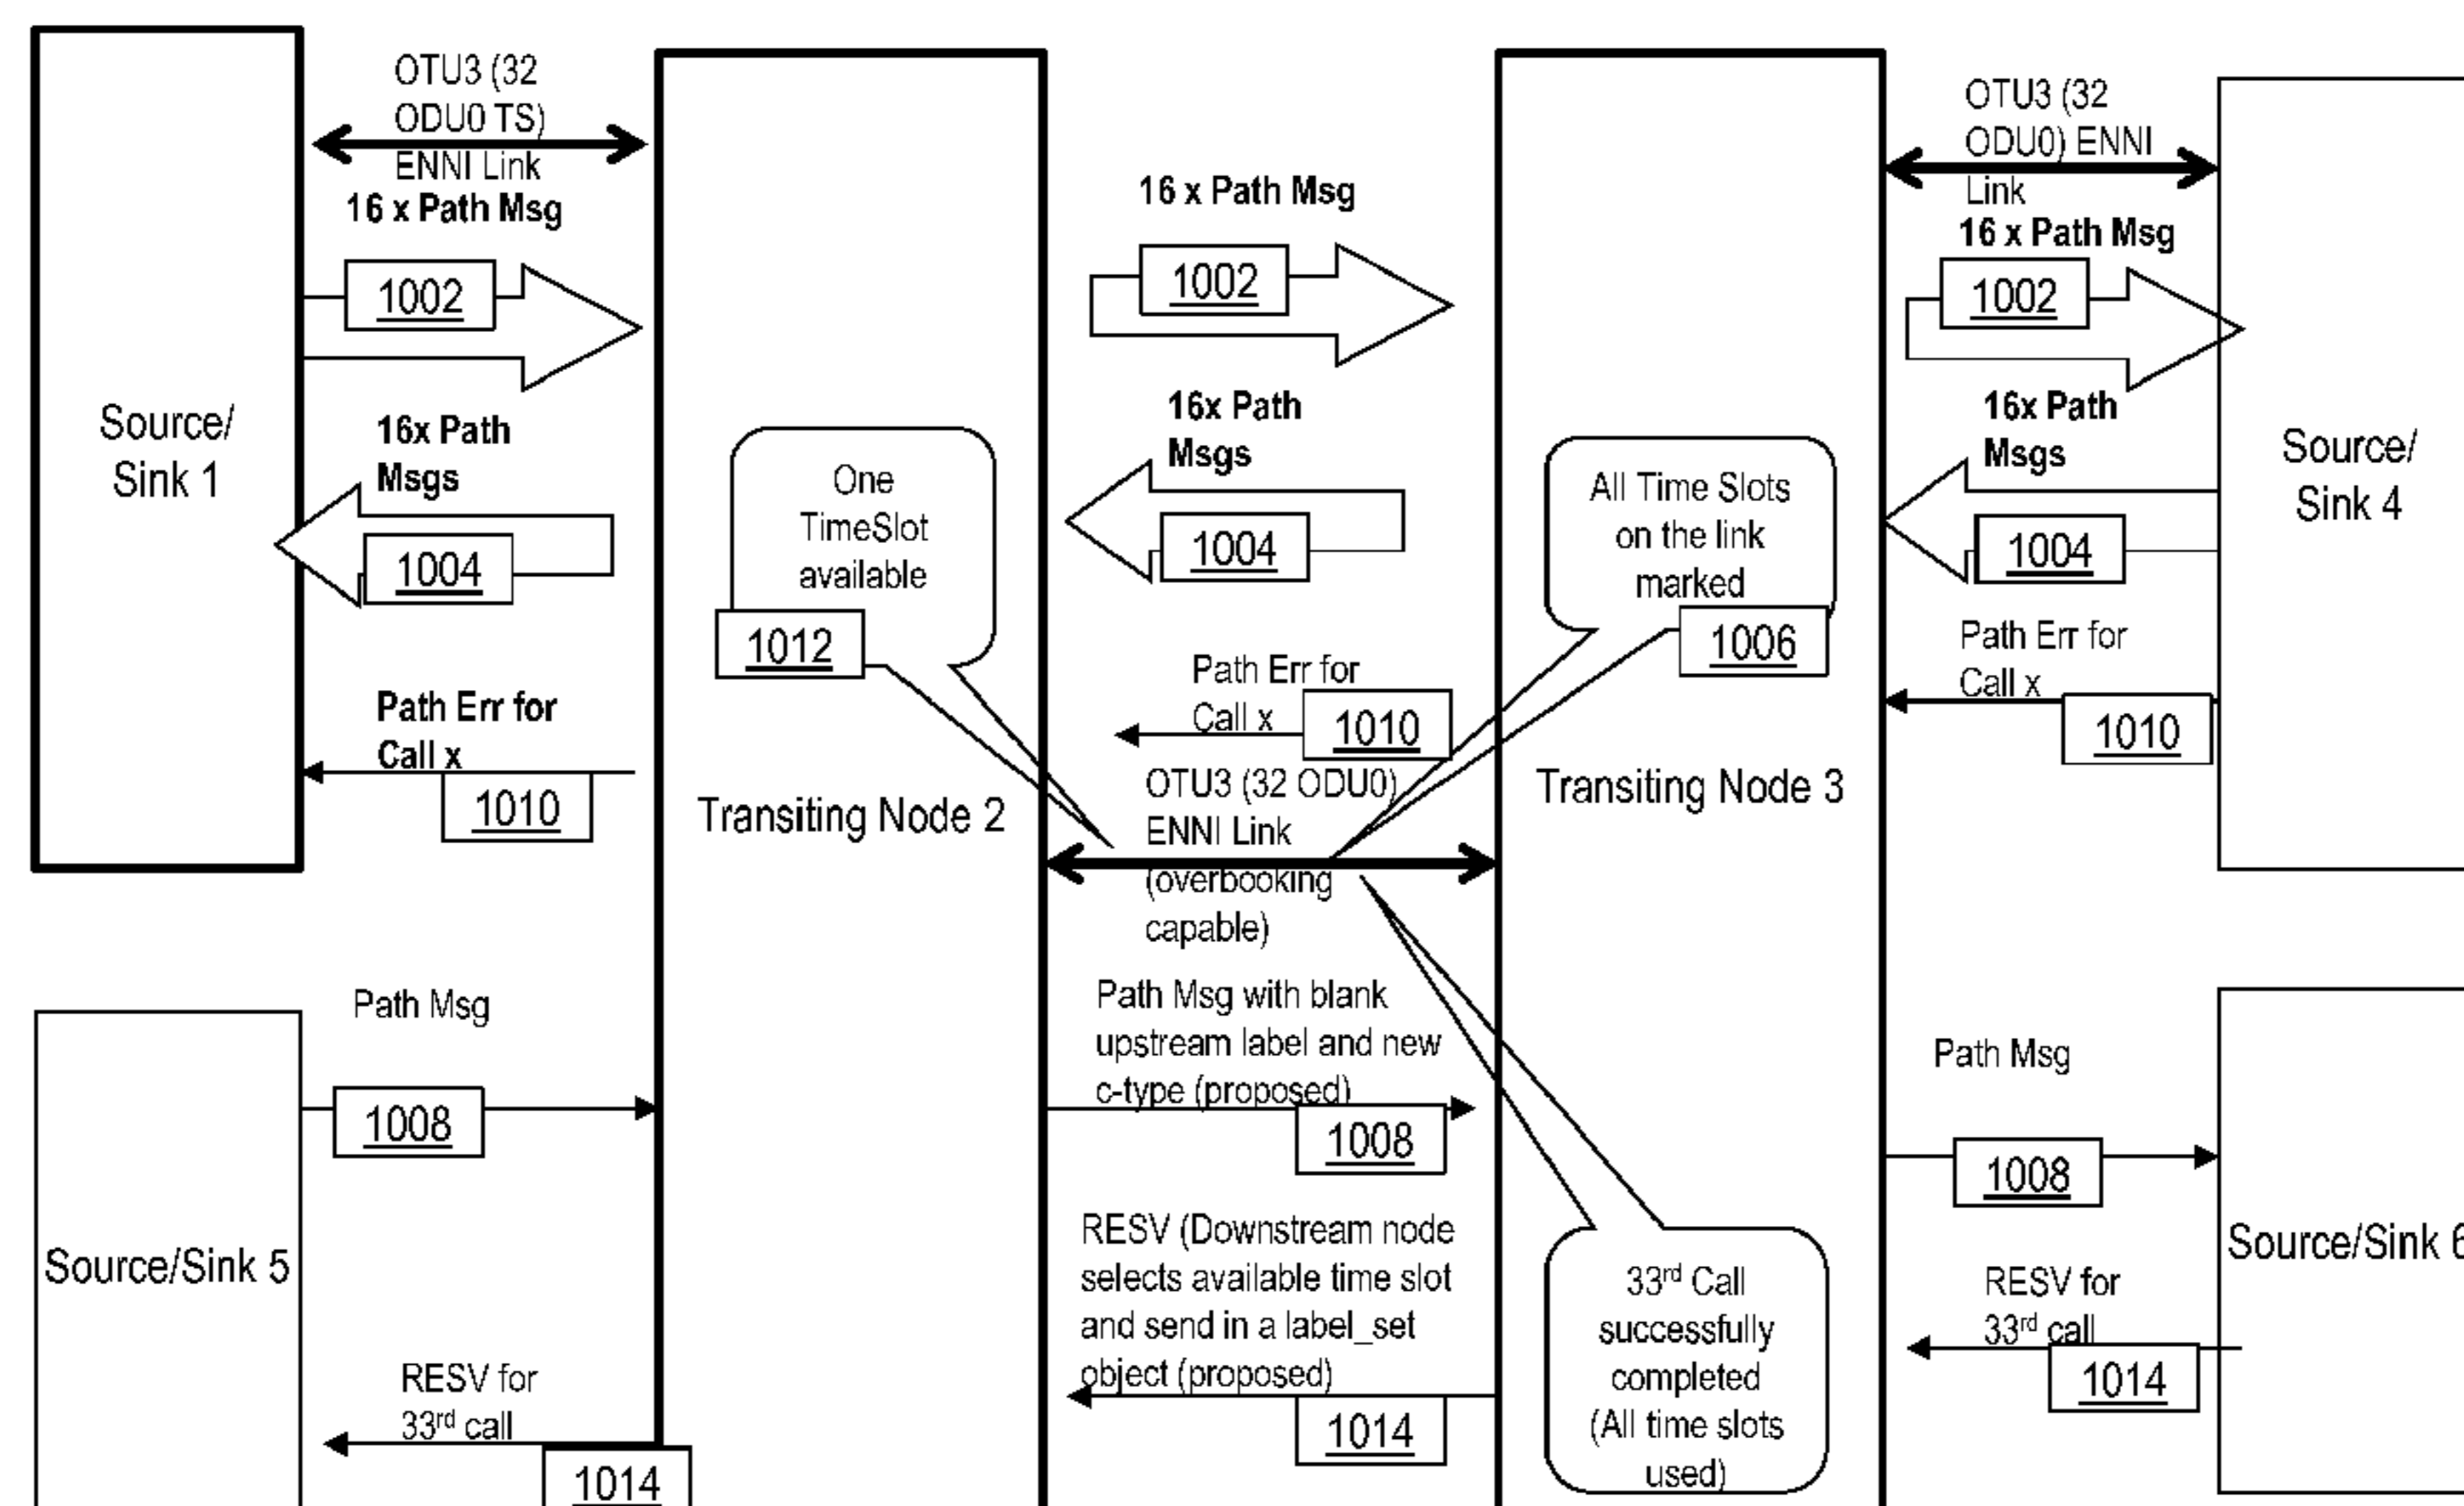 OTU3 (32
ODU0 TS)
ENNI Link
16 x Path Msg
1002
Source/
Sink 1
16x Path
Msgs
1004
Path Err for
Call x
1010
One
TimeSlot
available
1012
Transiting Node 2
16 x Path Msg
1002
16x Path
Msgs
1004
Path Err for
Call x
1010
OTU3 (32 ODU0)
ENNI Link
(overbooking
capable)
All Time Slots
on the link
marked
1006
Transiting Node 3
OTU3 (32
ODU0) ENNI
Link
16 x Path Msg
1002
16x Path
Msgs
1004
Path Err for
Call x
1010
Source/
Sink 4
Source/Sink 5
Path Msg
1008
RESV for
33rd call
1014
Path Msg with blank
upstream label and new
c-type (proposed)
1008
RESV (Downstream node
selects available time slot
and send in a label_set
object (proposed)
1014
33rd Call
successfully
completed
(All time slots
used)
Path Msg
1008
RESV for
33rd call
1014
Source/Sink 6